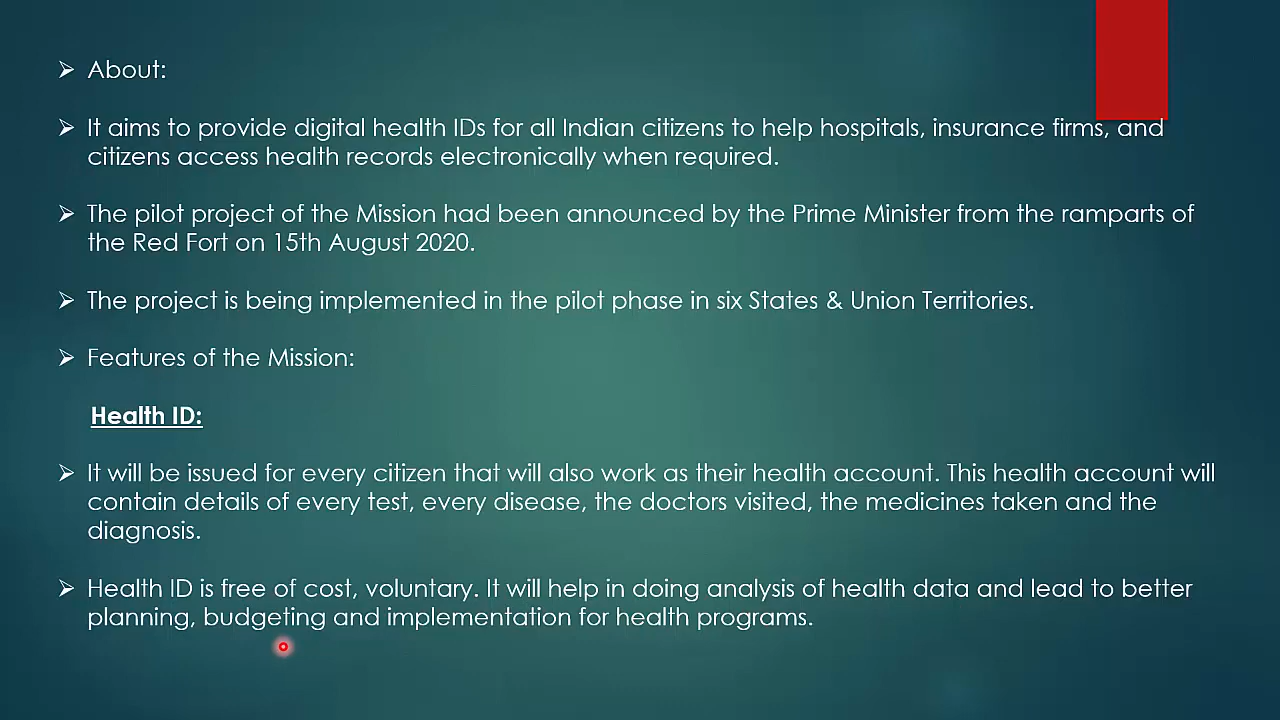 About:
It aims to provide digital health IDs for all Indian citizens to help hospitals, insurance firms, and
citizens access health records electronically when required.
The pilot project of the Mission had been announced by the Prime Minister from the ramparts of
the Red Fort on 15th August 2020.
The project is being implemented in the pilot phase in six States & Union Territories.
Features of the Mission:
Health ID:
It will be issued for every citizen that will also work as their health account. This health account will
contain details of every test, every disease, the doctors visited, the medicines taken and the
diagnosis.
Health ID is free of cost, voluntary. It will help in doing analysis of health data and lead to better
planning, budgeting and implementation for health programs.